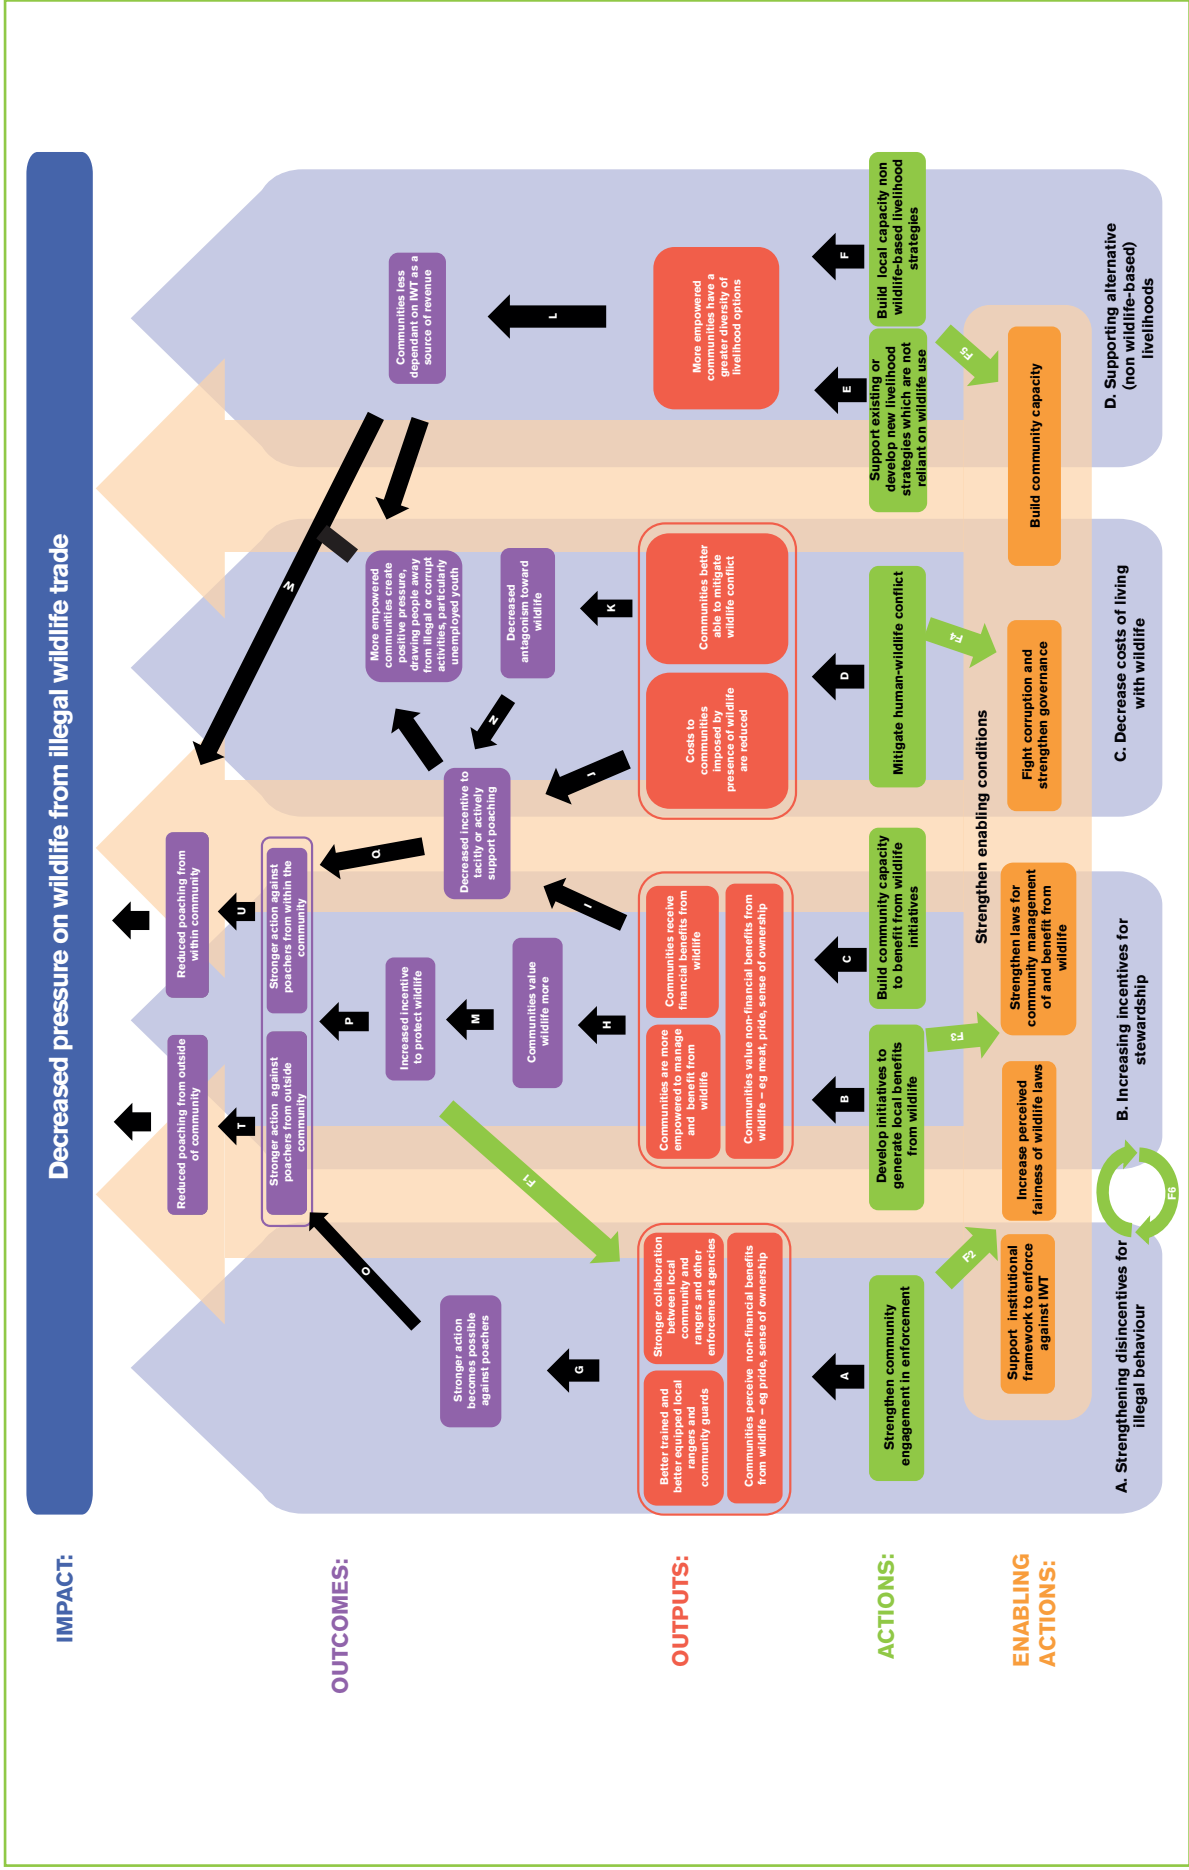 IMPACT:
Decreased pressure on wildlife from illegal wildlife trade
OUTCOMES:
Reduced poaching from outside
of community
Reduced poaching from
within community
T
U
W
Stronger action against
poachers from outside
community
Stronger action against
poachers from within the
community
O
P
Q
Increased incentive
to protect wildlife
More empowered
communities create
positive pressure,
drawing people away
from illegal or corrupt
activities, particularly
unemployed youth
Communities less
dependant on IWT as a
source of revenue
Stronger action
becomes possible
against poachers
F1
M
Decreased incentive to
tacitly or actively
support poaching
N
Communities value
wildlife more
Decreased
antagonism toward
wildlife
G
H
I
J
K
L
OUTPUTS:
Better trained and
better equipped local
rangers and
community guards
Stronger collaboration
between local
community and
rangers and other
enforcement agencies
Communities perceive non-financial benefits
from wildlife – eg pride, sense of ownership
Communities are more
empowered to manage
and benefit from
wildlife
Communities receive
financial benefits from
wildlife
Communities value non-financial benefits from
wildlife – eg meat, pride, sense of ownership
Costs to
communities
imposed by
presence of wildlife
are reduced
Communities better
able to mitigate
wildlife conflict
More empowered
communities have a
greater diversity of
livelihood options
A
B
C
D
E
F
ACTIONS:
Strengthen community
engagement in enforcement
Develop initiatives to
generate local benefits
from wildlife
Build community capacity
to benefit from wildlife
initiatives
Mitigate human-wildlife conflict
Support existing or
develop new livelihood
strategies which are not
reliant on wildlife use
Build local capacity non
wildlife-based livelihood
strategies
F2
F3
F4
F5
Strengthen enabling conditions
ENABLING
ACTIONS:
Support institutional
framework to enforce
against IWT
Increase perceived
fairness of wildlife laws
Strengthen laws for
community management
of and benefit from
wildlife
Fight corruption and
strengthen governance
Build community capacity
A. Strengthening disincentives for
illegal behaviour
F6
B. Increasing incentives for
stewardship
C. Decrease costs of living
with wildlife
D. Supporting alternative
(non wildlife-based)
livelihoods